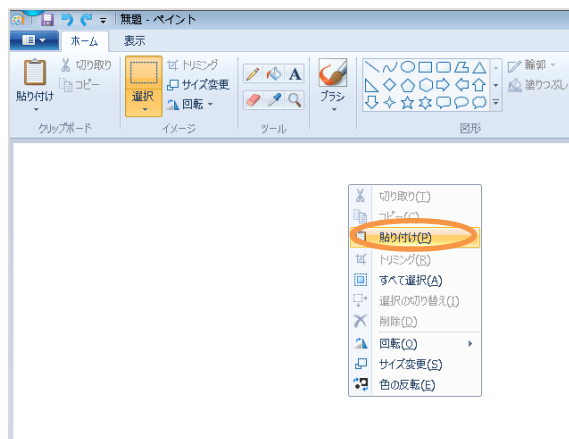 無題 - ペイント
ホーム 表示
貼り付け
切り取り
コピー
クリップボード
選択
トリミング
サイズ変更
回転
イメージ
A
ツール
ブラシ
図形
輪郭
塗りつぶし
切り取り(T)
コピー(C)
貼り付け(P)
トリミング(R)
すべて選択(A)
選択の切り替え(I)
削除(D)
回転(O)
サイズ変更(S)
色の反転(E)